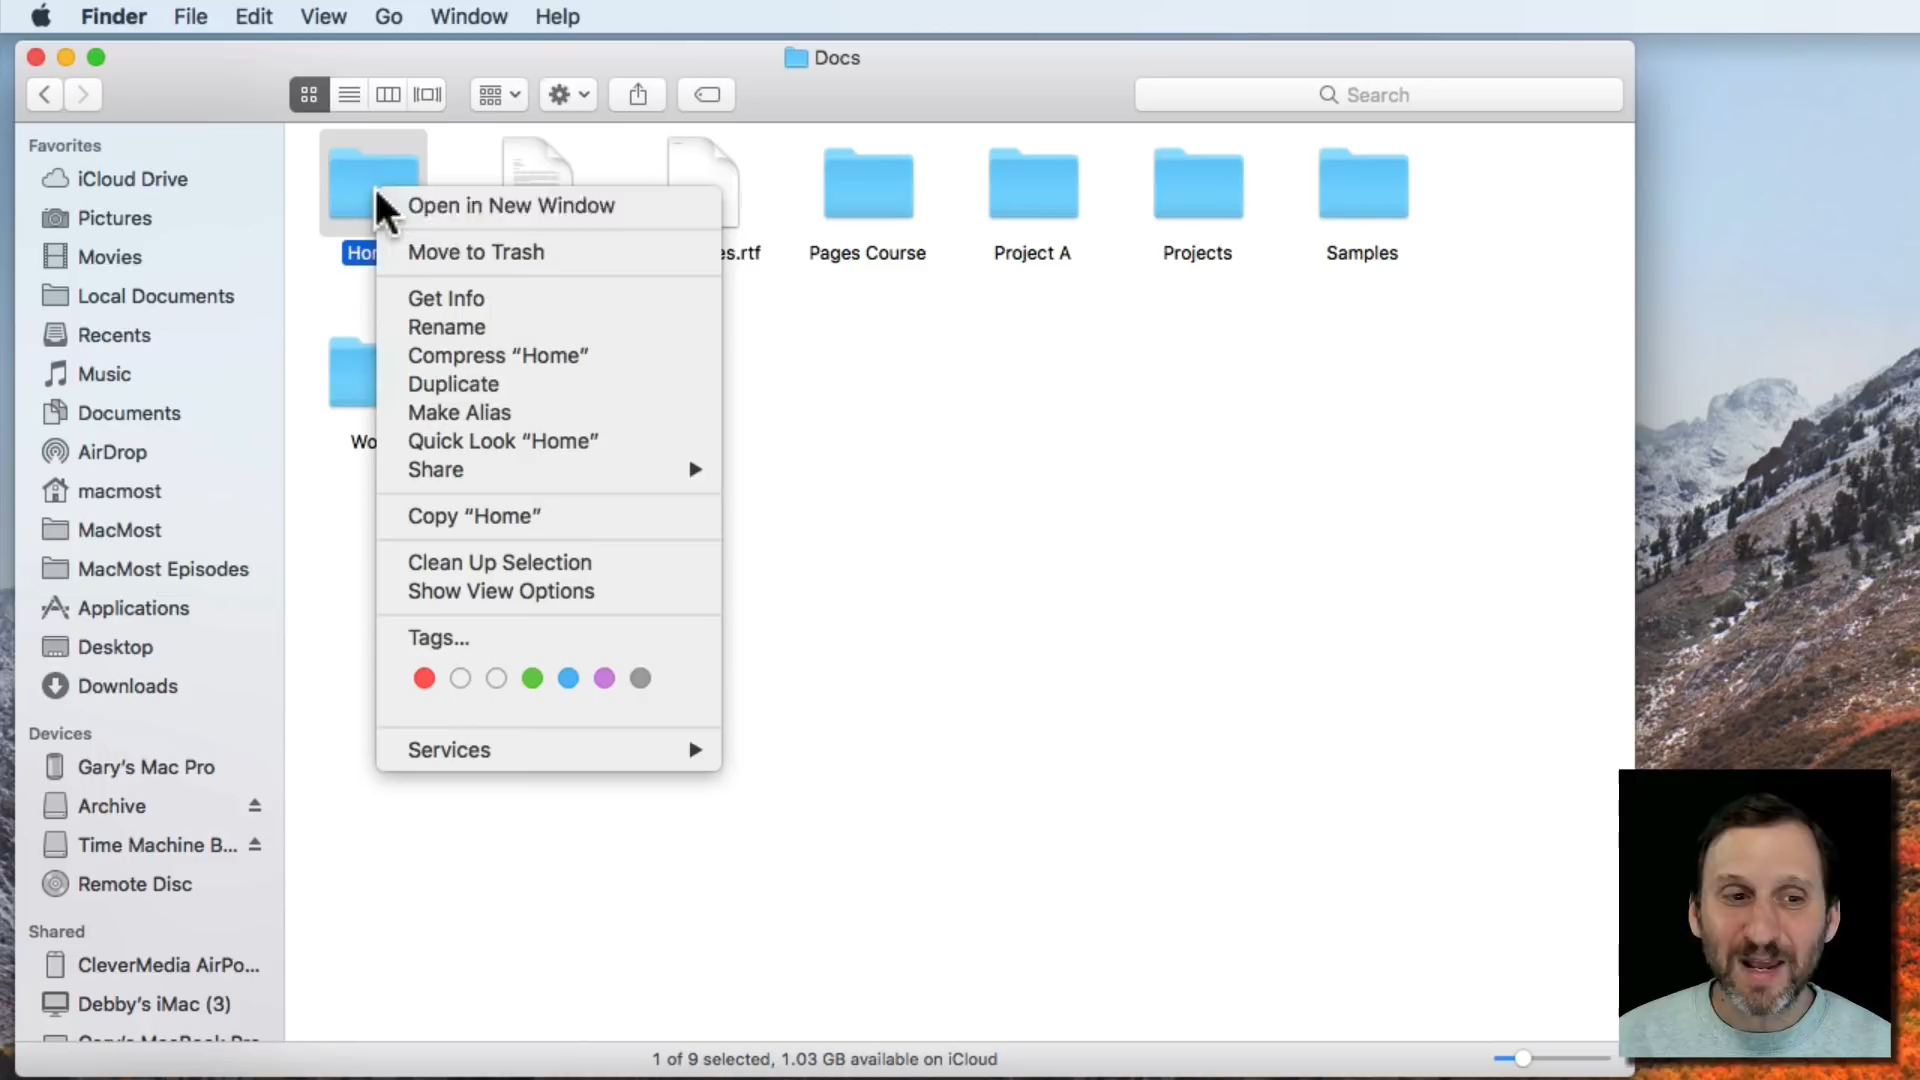 Finder File Edit View Go Window Help
Docs
Search
Favorites
iCloud Drive
Pictures
Movies
Local Documents
Recents
Music
Documents
AirDrop
macmost
MacMost
MacMost Episodes
Applications
Desktop
Downloads
Devices
Gary's Mac Pro
Archive
Time Machine B...
Remote Disc
Shared
CleverMedia AirPo...
Debby's iMac (3)
Hor
es.rtf
Pages Course
Project A
Projects
Samples
Wo
Open in New Window
Move to Trash
Get Info
Rename
Compress “Home”
Duplicate
Make Alias
Quick Look “Home”
Share
Copy “Home”
Clean Up Selection
Show View Options
Tags...
Services
1 of 9 selected, 1.03 GB available on iCloud